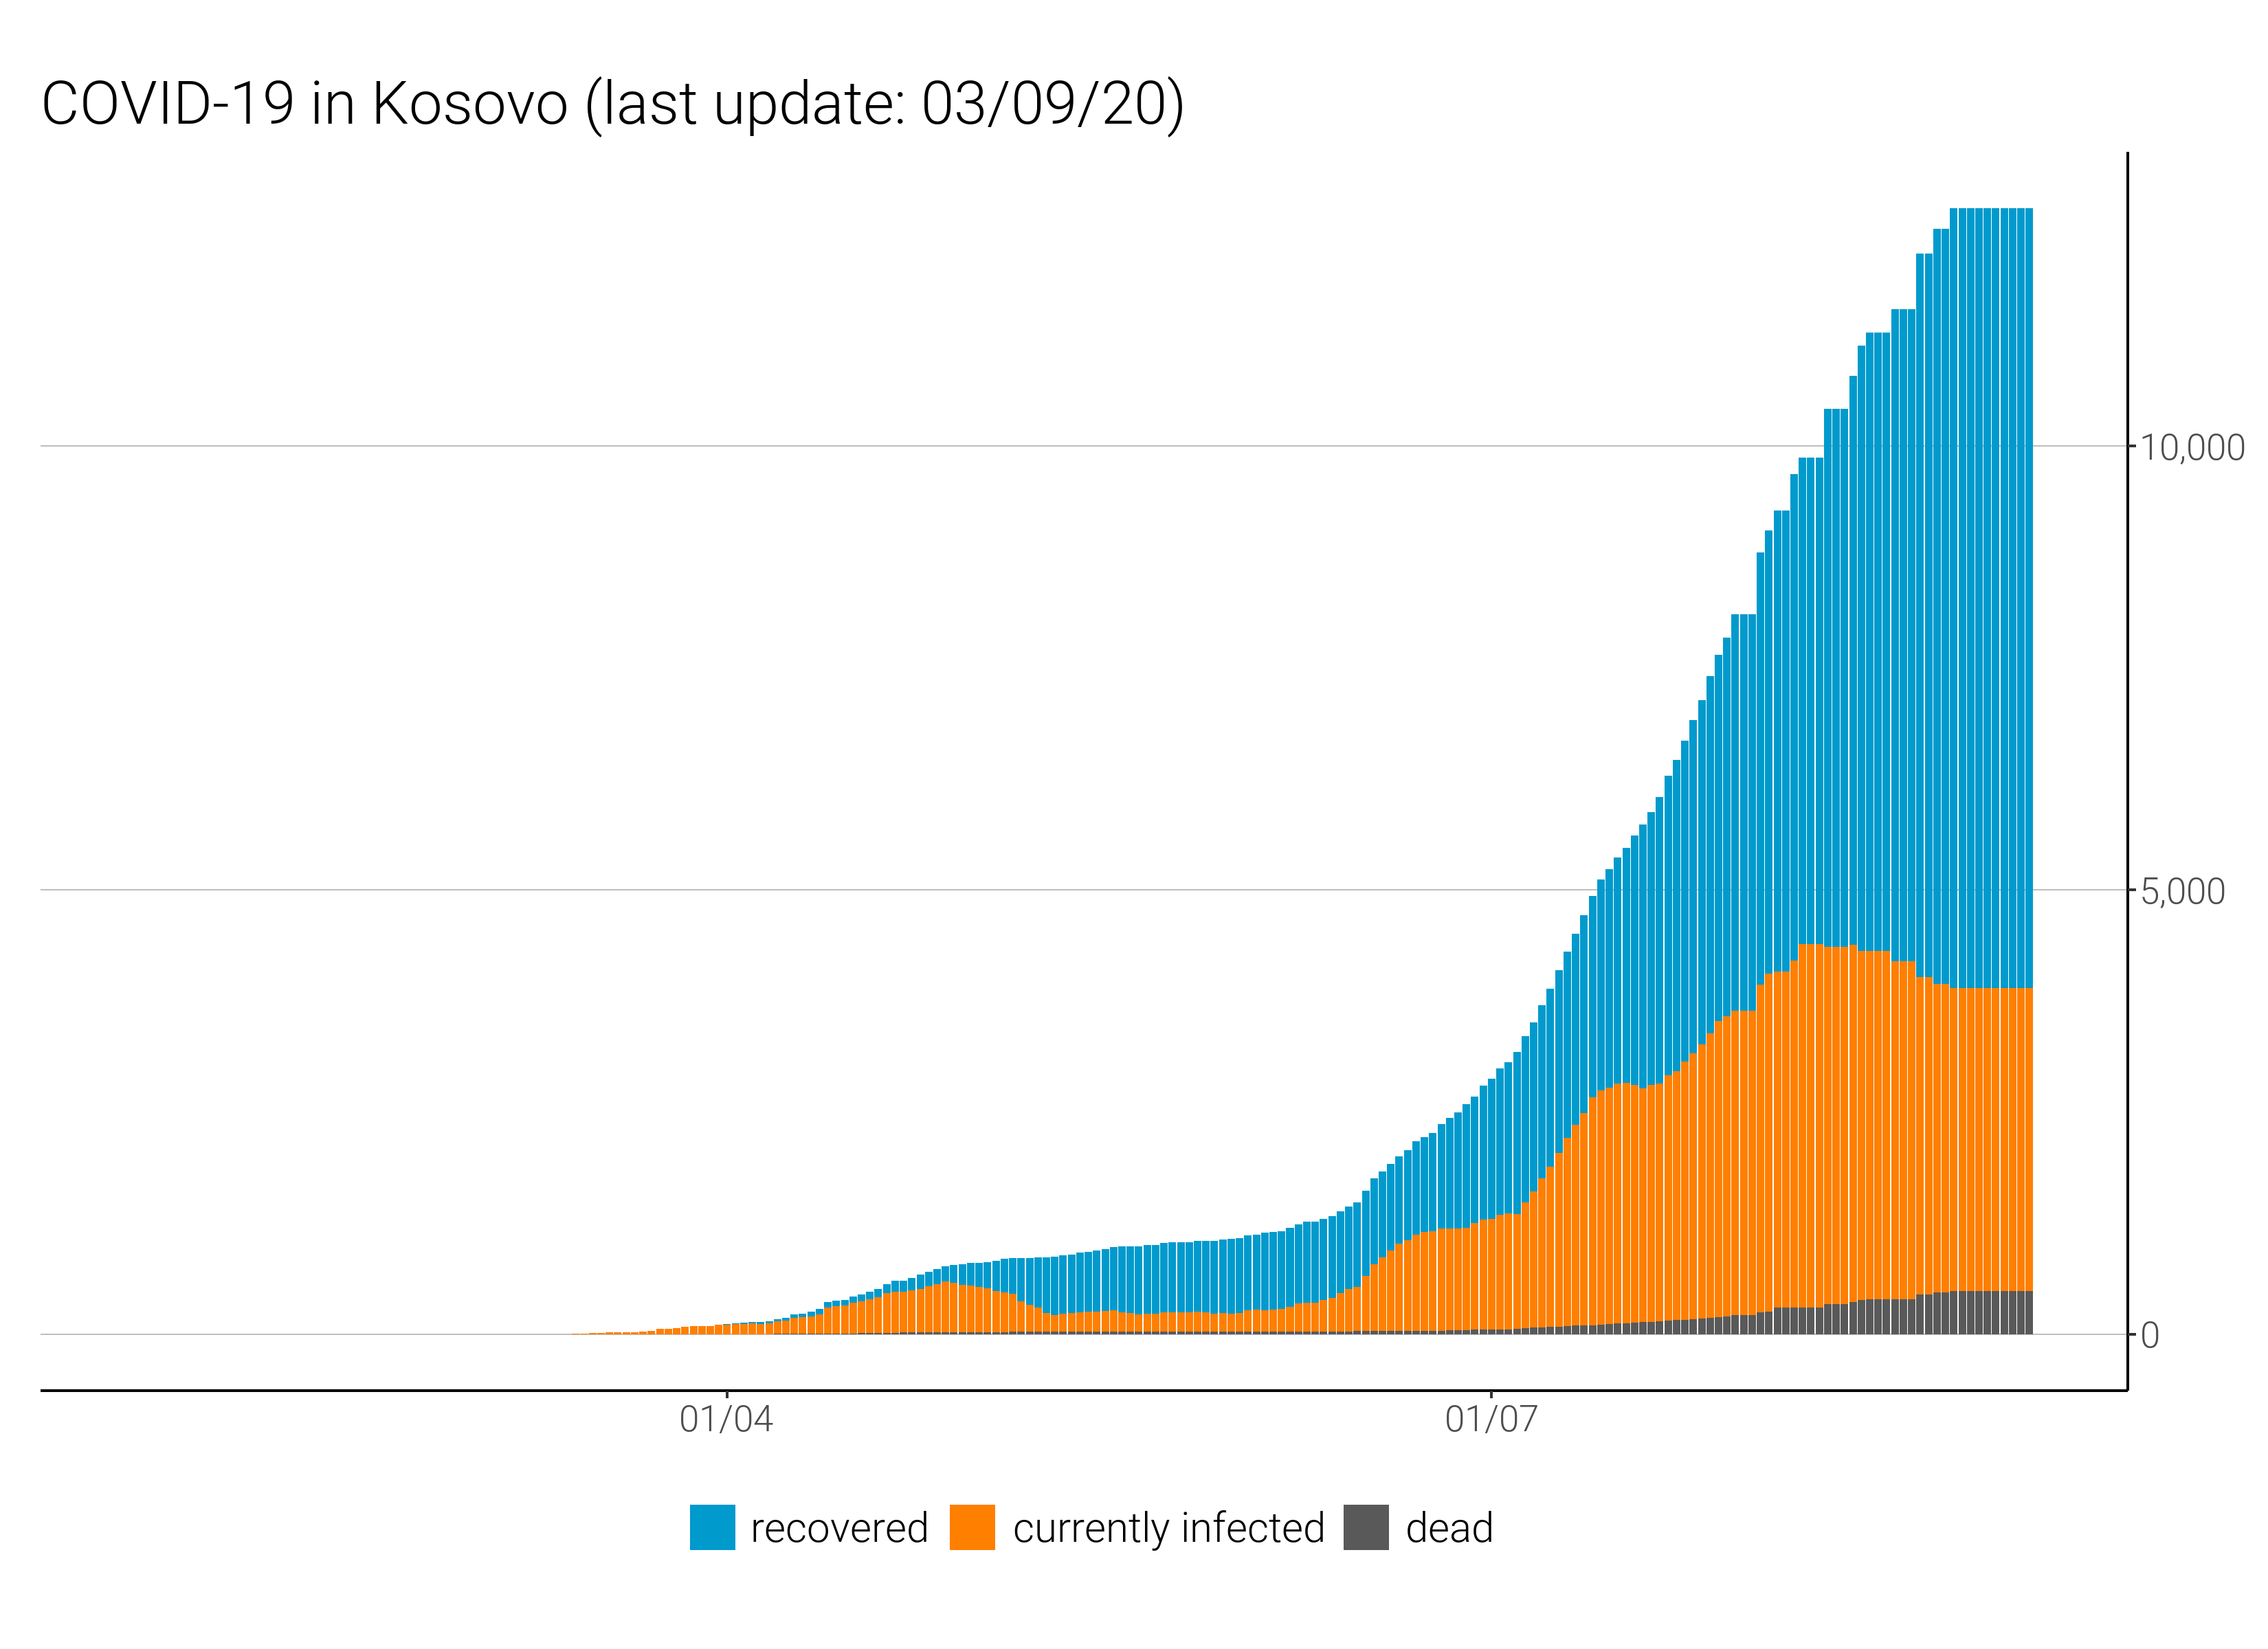 COVID-19 in Kosovo (last update: 03/09/20)
10,000
5,000
0
01/04 01/07
recovered currently infected dead